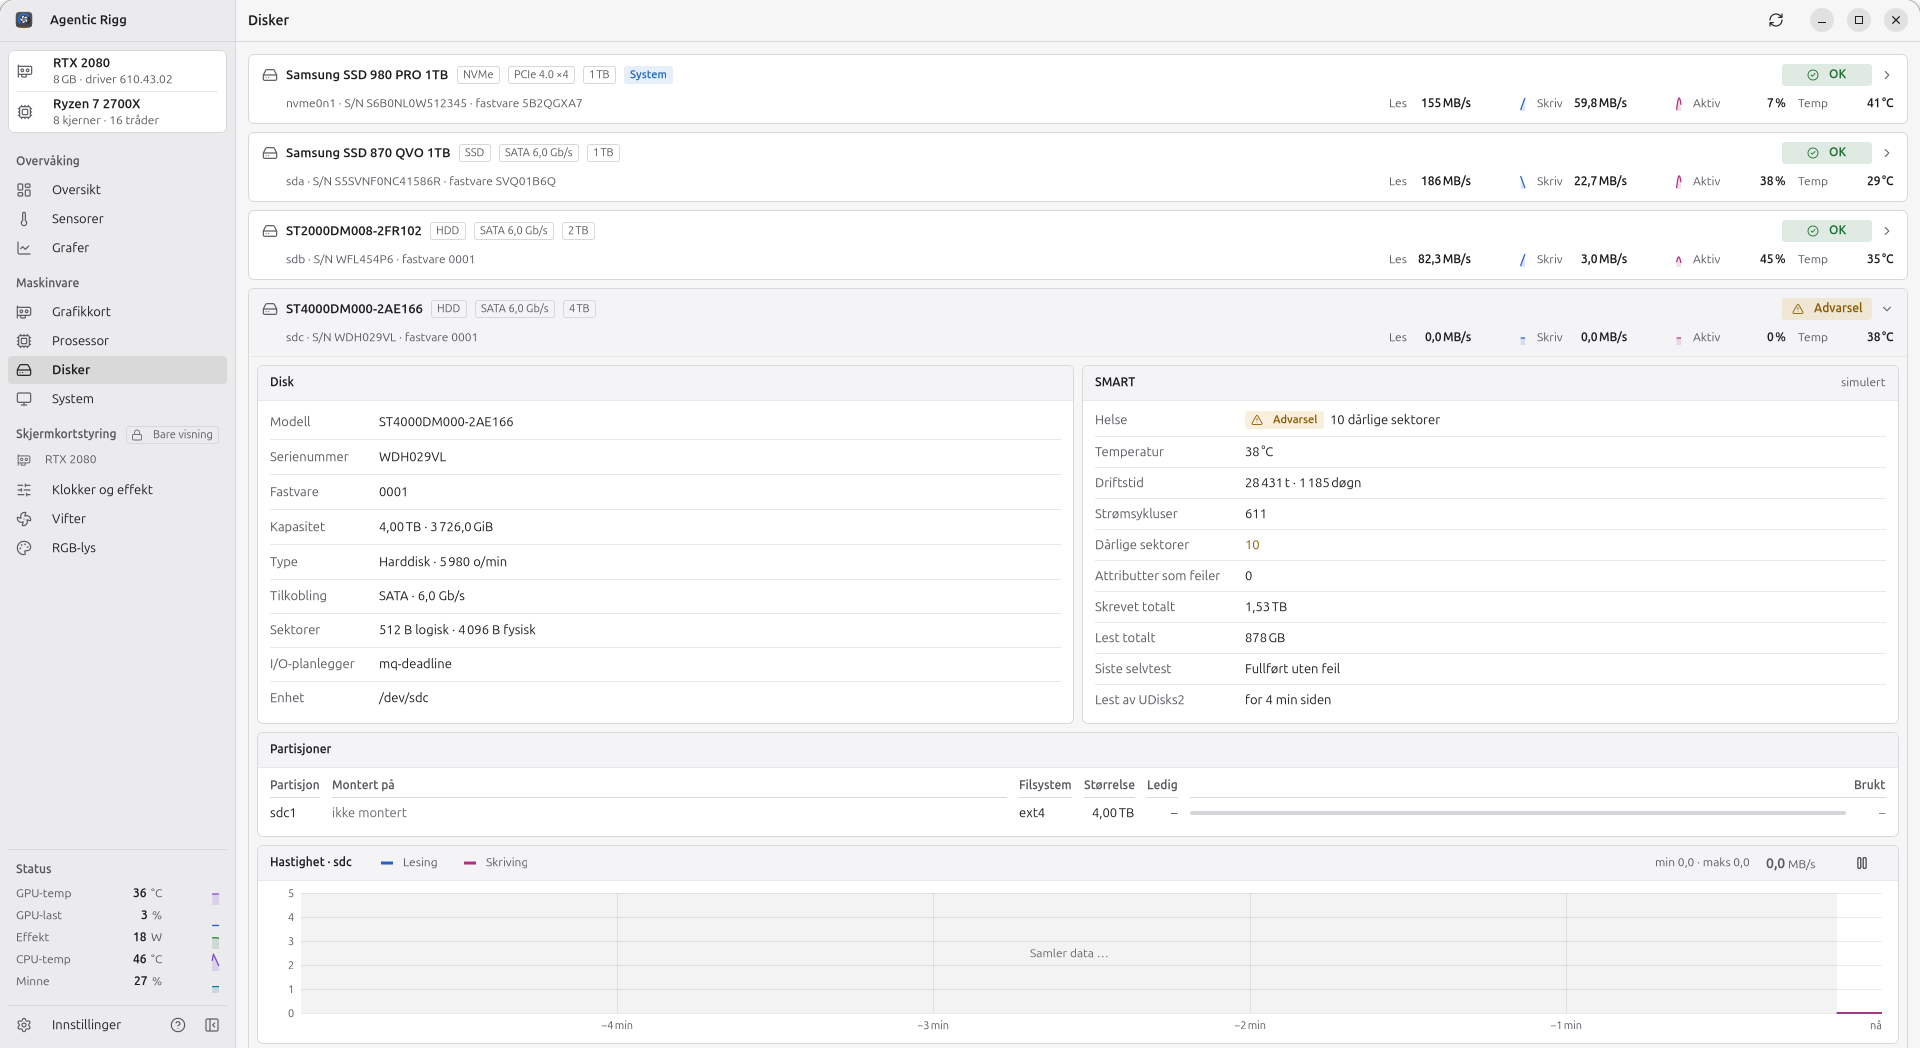 Agentic Rigg
Disker
RTX 2080
8 GB · driver 610.43.02
Ryzen 7 2700X
8 kjerner · 16 tråder
Overvåking
Oversikt
Sensorer
Grafer
Maskinvare
Grafikkort
Prosessor
Disker
System
Skjermkortstyring Bare visning
RTX 2080
Klokker og effekt
Vifter
RGB-lys
Status
GPU-temp 36 °C
GPU-last 3 %
Effekt 18 W
CPU-temp 46 °C
Minne 27 %
Innstillinger
Samsung SSD 980 PRO 1TB NVMe PCIe 4.0 ×4 1 TB System OK
nvme0n1 · S/N S6B0NL0W512345 · fastvare 5B2QGXA7 Les 155 MB/s Skriv 59,8 MB/s Aktiv 7 % Temp 41 °C
Samsung SSD 870 QVO 1TB SSD SATA 6,0 Gb/s 1 TB OK
sda · S/N S5SVNF0NC41586R · fastvare SVQ01B6Q Les 186 MB/s Skriv 22,7 MB/s Aktiv 38 % Temp 29 °C
ST2000DM008-2FR102 HDD SATA 6,0 Gb/s 2 TB OK
sdb · S/N WFL454P6 · fastvare 0001 Les 82,3 MB/s Skriv 3,0 MB/s Aktiv 45 % Temp 35 °C
ST4000DM000-2AE166 HDD SATA 6,0 Gb/s 4 TB Advarsel
sdc · S/N WDH029VL · fastvare 0001 Les 0,0 MB/s Skriv 0,0 MB/s Aktiv 0 % Temp 38 °C
Disk
Modell ST4000DM000-2AE166
Serienummer WDH029VL
Fastvare 0001
Kapasitet 4,00 TB · 3 726,0 GiB
Type Harddisk · 5 980 o/min
Tilkobling SATA · 6,0 Gb/s
Sektorer 512 B logisk · 4 096 B fysisk
I/O-planlegger mq-deadline
Enhet /dev/sdc
SMART simulert
Helse Advarsel 10 dårlige sektorer
Temperatur 38 °C
Driftstid 28 431 t · 1 185 døgn
Strømsykluser 611
Dårlige sektorer 10
Attributter som feiler 0
Skrevet totalt 1,53 TB
Lest totalt 878 GB
Siste selvtest Fullført uten feil
Lest av UDisks2 for 4 min siden
Partisjoner
Partisjon Montert på Filsystem Størrelse Ledig Brukt
sdc1 ikke montert ext4 4,00 TB – –
Hastighet · sdc Lesing Skriving min 0,0 · maks 0,0 0,0 MB/s
5
4
3
2
1
0
Samler data …
−4 min −3 min −2 min −1 min nå